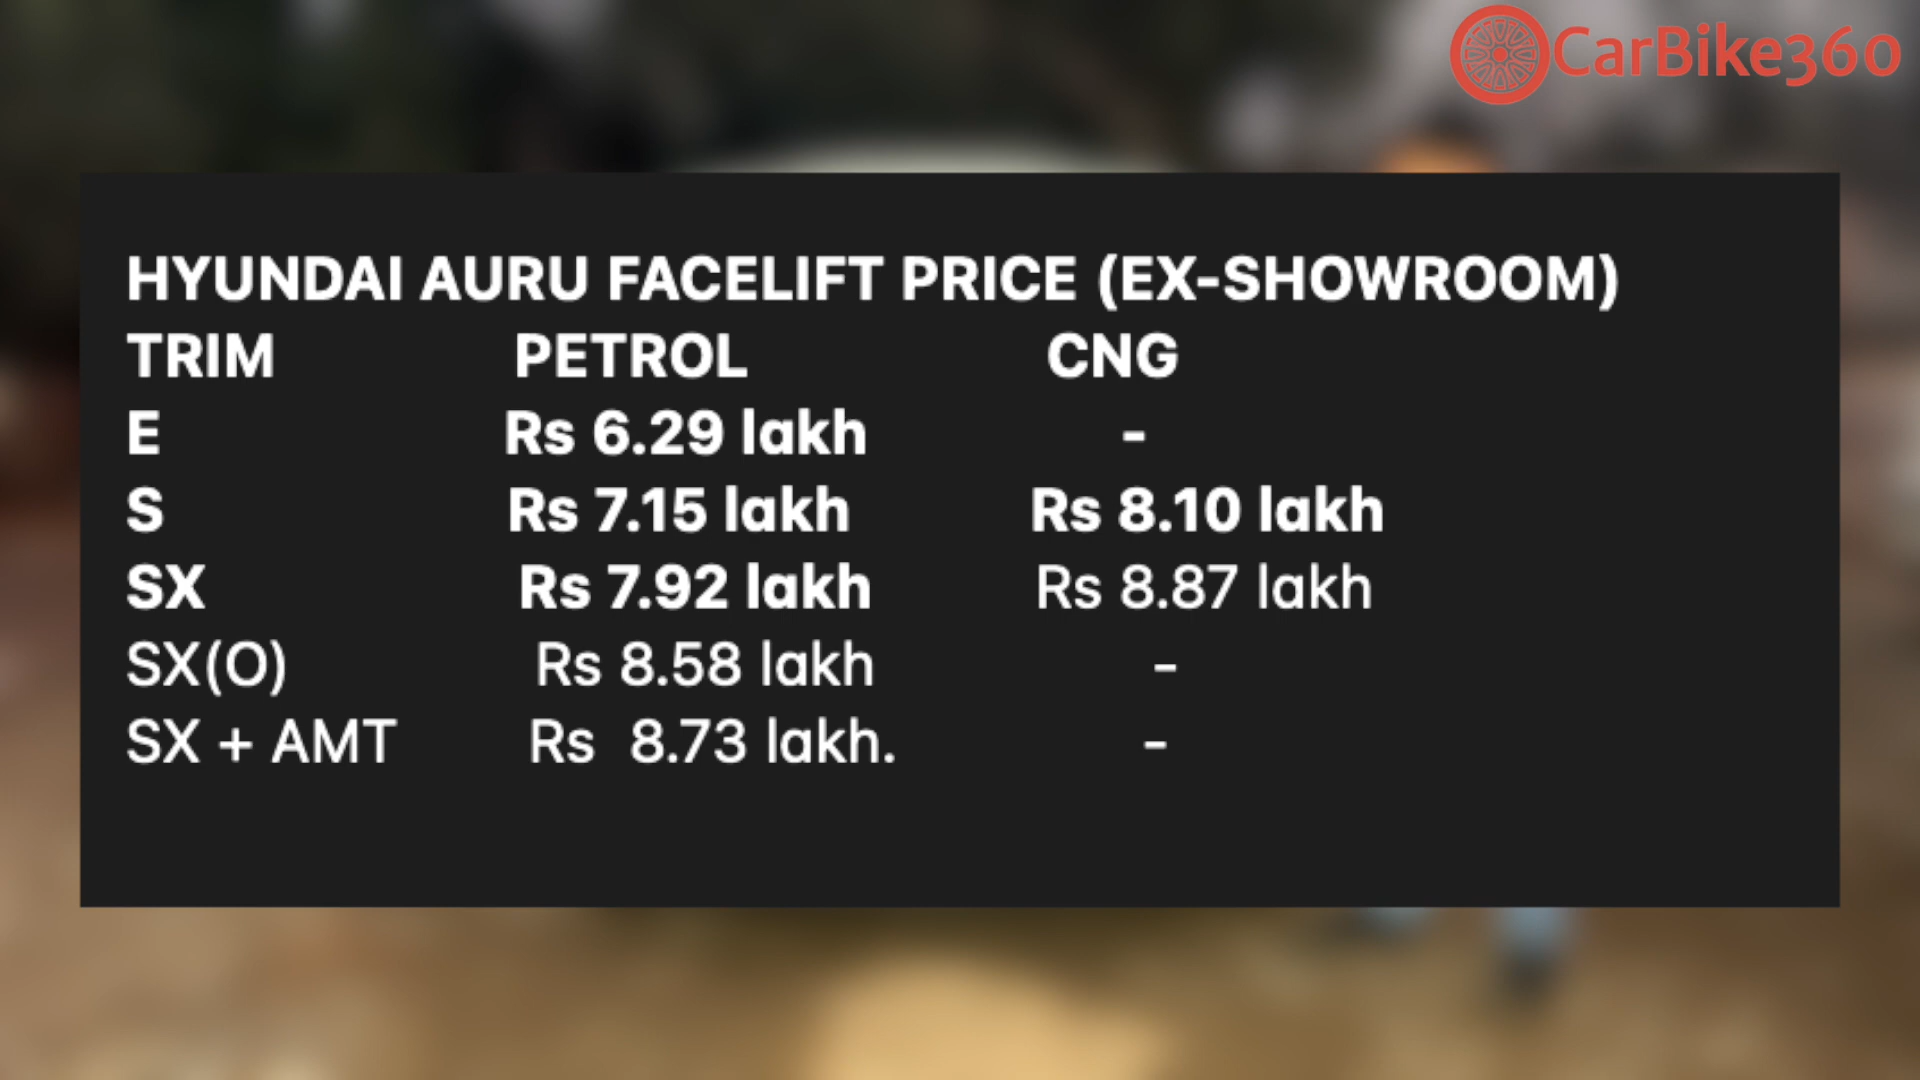 CarBike360
HYUNDAI AURU FACELIFT PRICE (EX-SHOWROOM)
TRIM PETROL CNG
E Rs 6.29 lakh -
S Rs 7.15 lakh Rs 8.10 lakh
SX Rs 7.92 lakh Rs 8.87 lakh
SX(O) Rs 8.58 lakh -
SX + AMT Rs 8.73 lakh. -